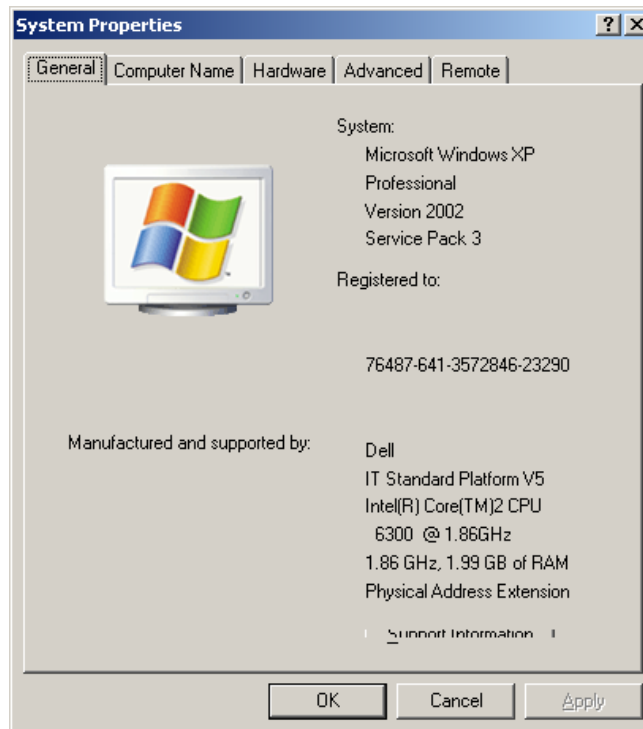 System Properties
General Computer Name Hardware Advanced Remote
System:
Microsoft Windows XP
Professional
Version 2002
Service Pack 3
Registered to:
76487-641-3572846-23290
Manufactured and supported by:
Dell
IT Standard Platform V5
Intel(R) Core(TM)2 CPU
6300 @ 1.86GHz
1.86 GHz, 1.99 GB of RAM
Physical Address Extension
Support Information
OK Cancel Apply